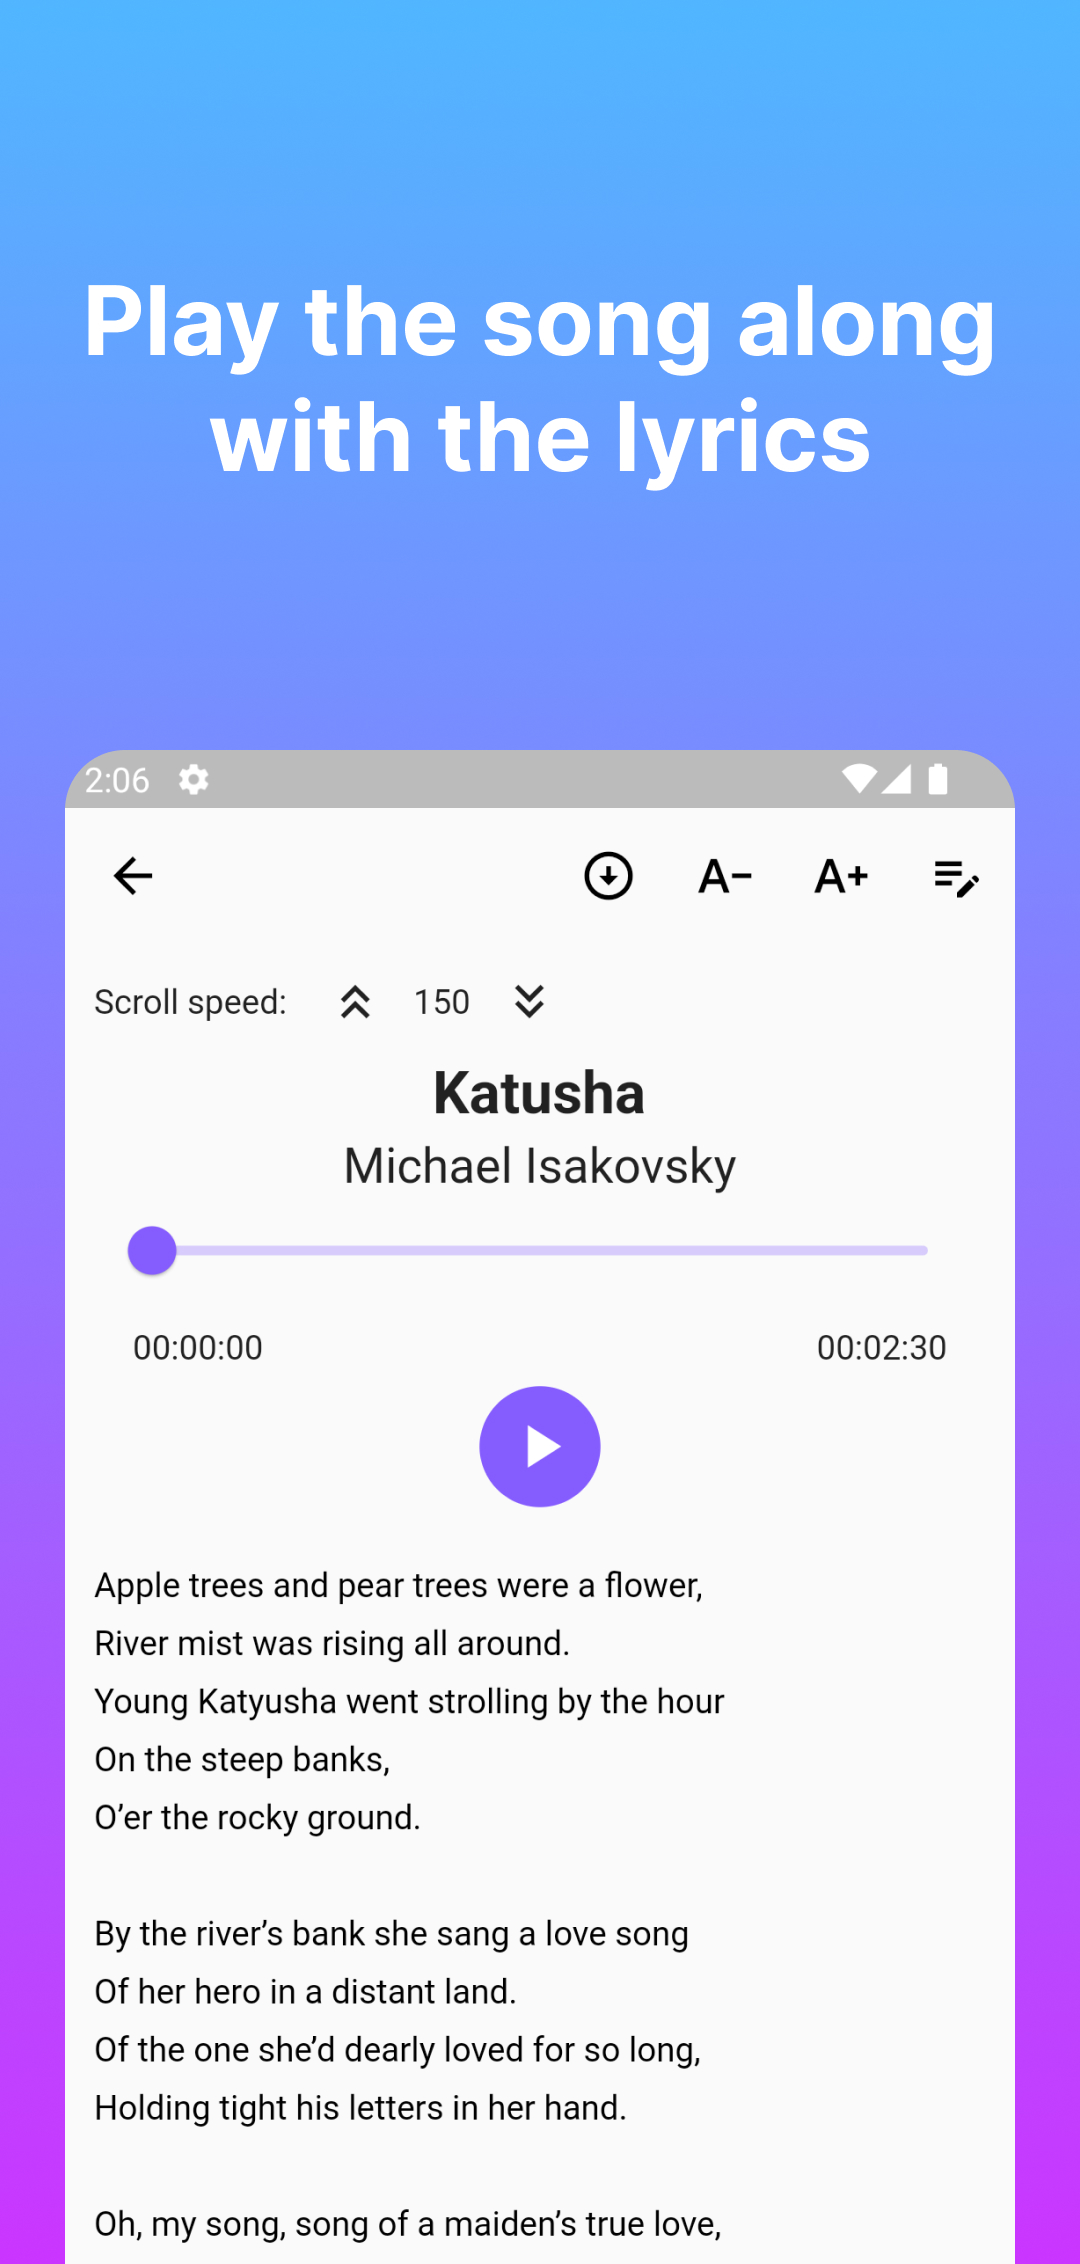 Play the song along
with the lyrics
2:06
A- A+
Scroll speed: 150
Katusha
Michael Isakovsky
00:00:00 00:02:30
Apple trees and pear trees were a flower,
River mist was rising all around.
Young Katyusha went strolling by the hour
On the steep banks,
O’er the rocky ground.
By the river’s bank she sang a love song
Of her hero in a distant land.
Of the one she’d dearly loved for so long,
Holding tight his letters in her hand.
Oh, my song, song of a maiden’s true love,